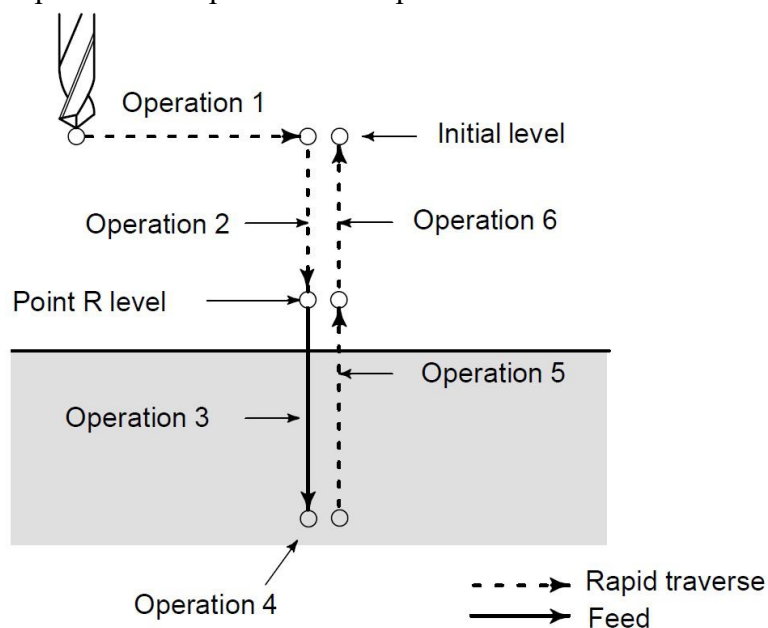 Operation 1
Initial level
Operation 2
Operation 6
Point R level
Operation 5
Operation 3
Operation 4
Rapid traverse
Feed